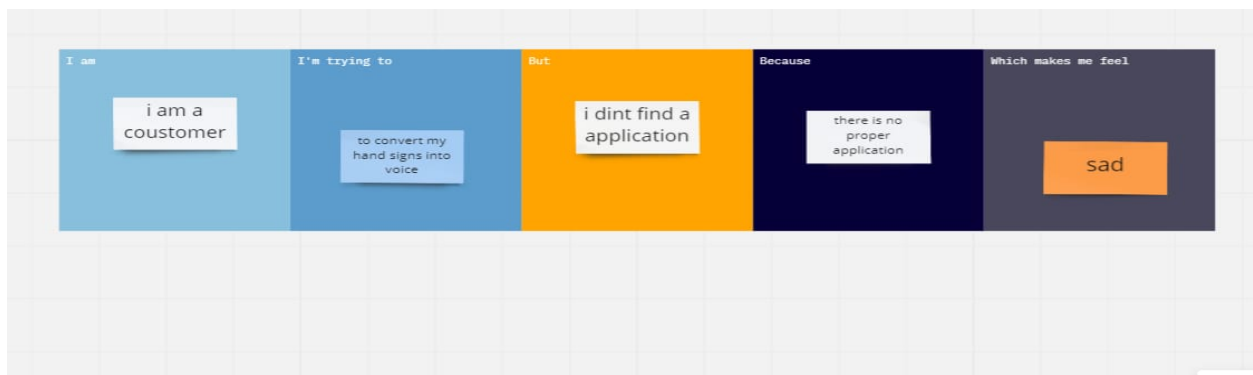 I am
i am a
coustomer
I'm trying to
to convert my
hand signs into
voice
But
i dint find a
application
Because
there is no
proper
application
Which makes me feel
sad